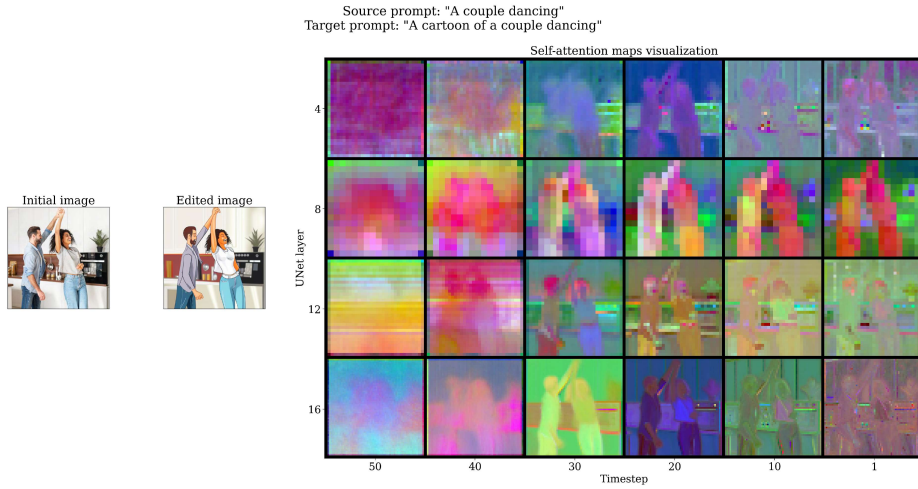 Source prompt: "A couple dancing"
Target prompt: "A cartoon of a couple dancing"
Self-attention maps visualization
Initial image
Edited image
UNet layer
4
8
12
16
50
40
30
20
10
1
Timestep